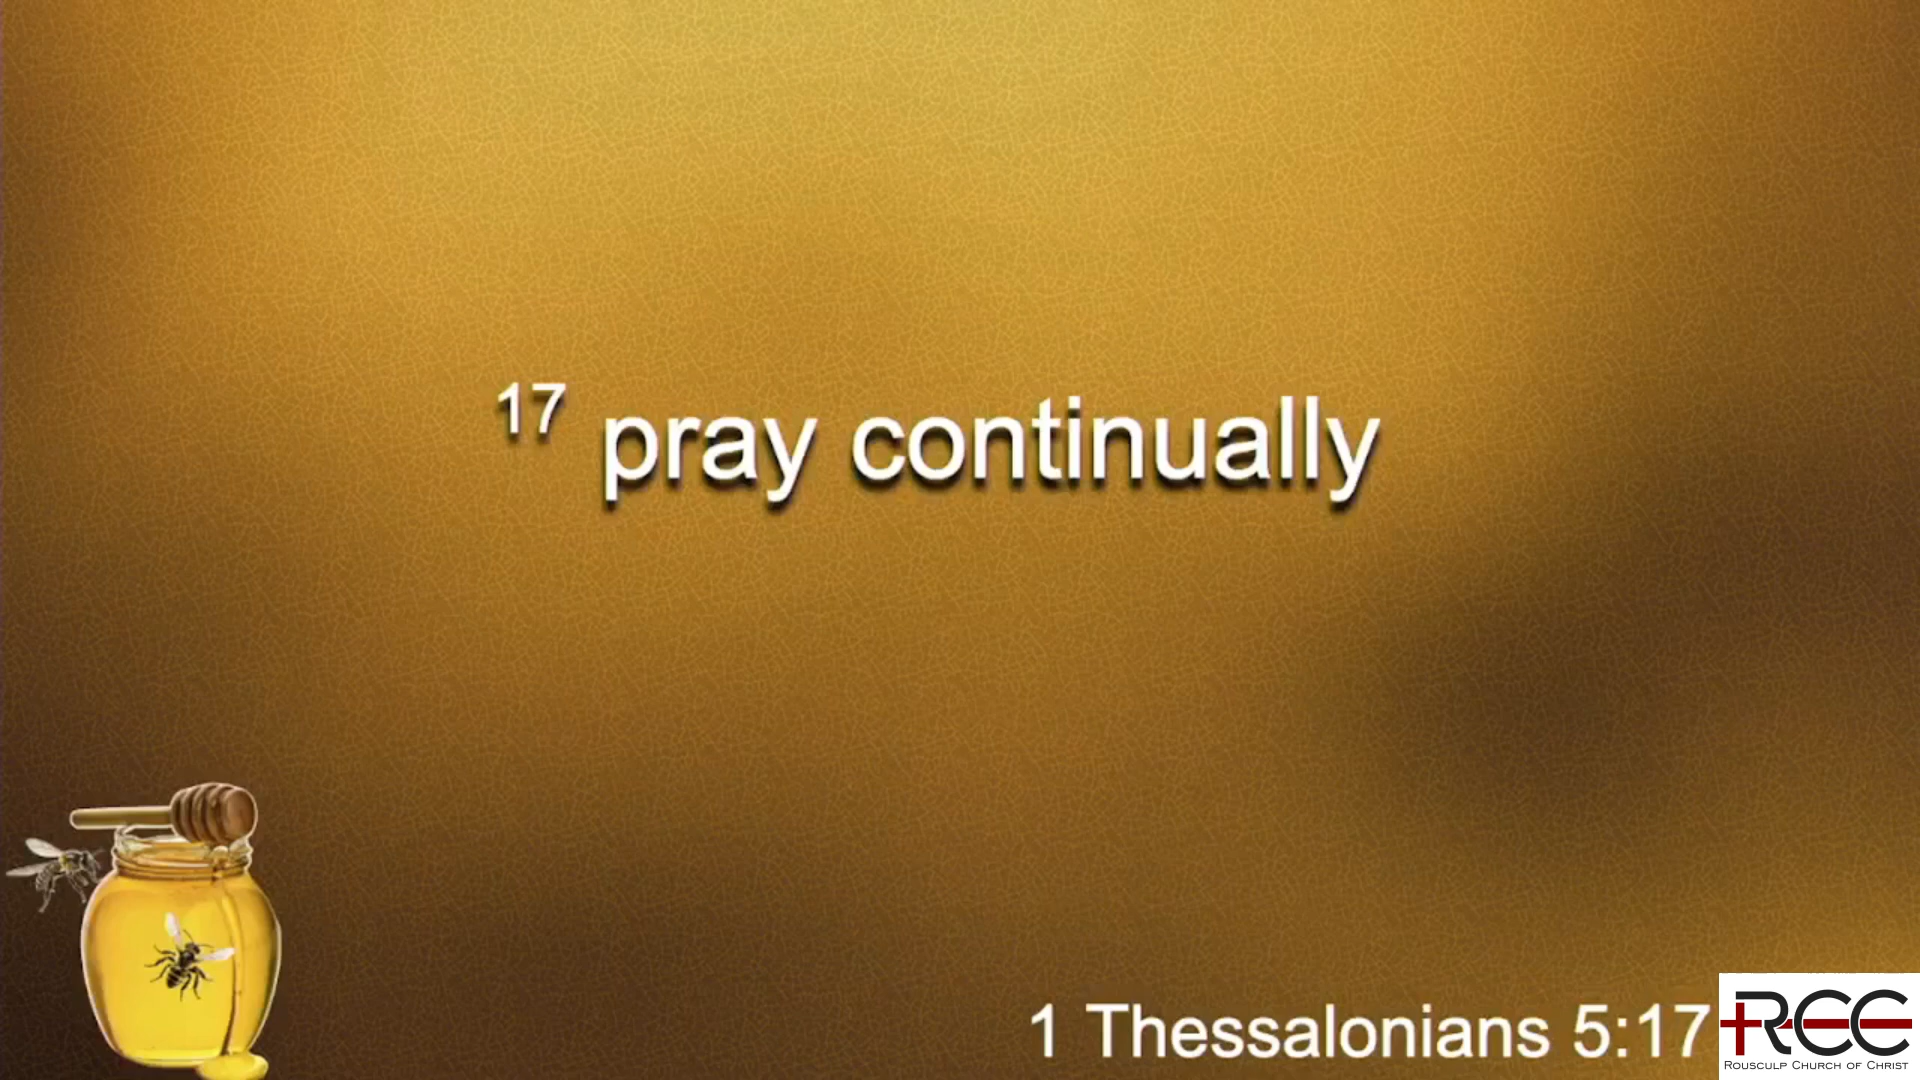 17 pray continually
1 Thessalonians 5:17
RCC
Rousculp Church of Christ